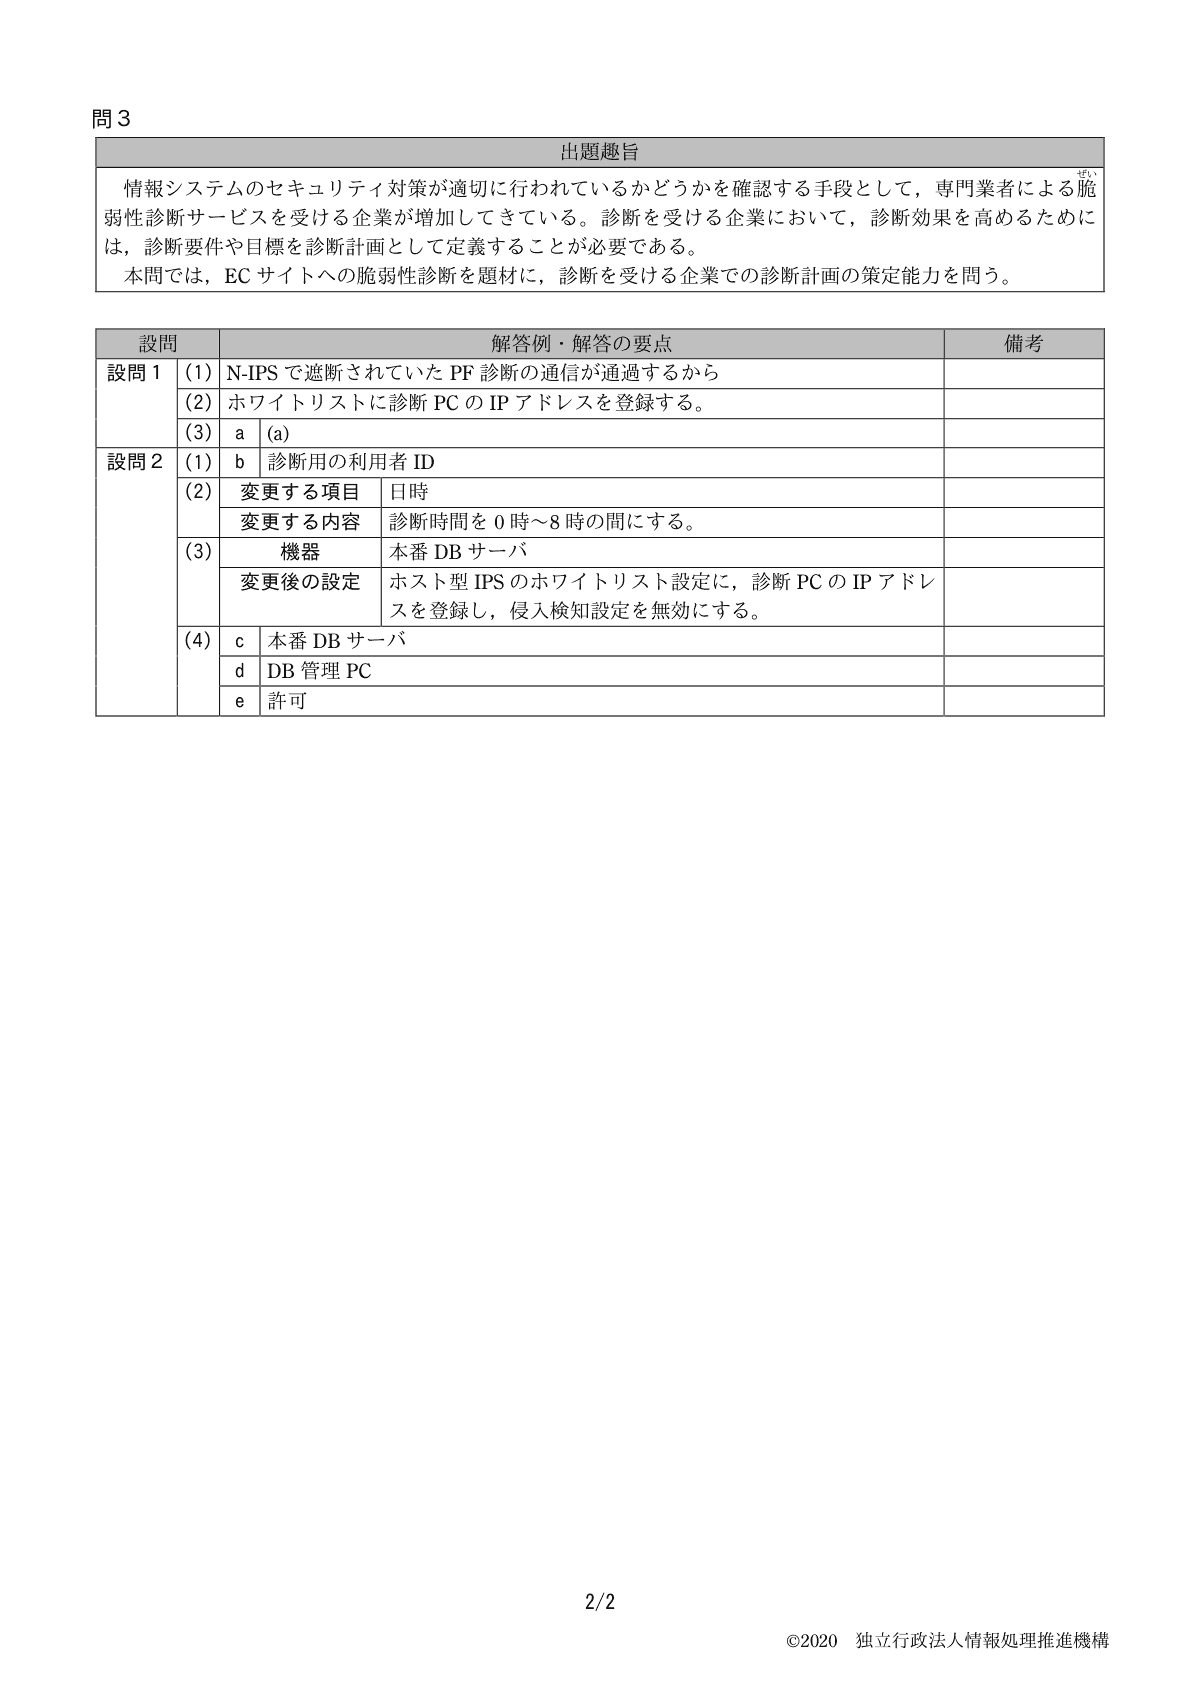 問3
出題趣旨
情報システムのセキュリティ対策が適切に行われているかどうかを確認する手段として，専門業者による脆
ぜい
弱性診断サービスを受ける企業が増加してきている。診断を受ける企業において，診断効果を高めるために
は，診断要件や目標を診断計画として定義することが必要である。
本問では，EC サイトへの脆弱性診断を題材に，診断を受ける企業での診断計画の策定能力を問う。
設問 解答例・解答の要点 備考
設問1 (1) N-IPS で遮断されていた PF 診断の通信が通過するから
(2) ホワイトリストに診断 PC の IP アドレスを登録する。
(3) a (a)
設問2 (1) b 診断用の利用者 ID
(2) 変更する項目 日時
変更する内容 診断時間を 0 時～8 時の間にする。
(3) 機器 本番 DB サーバ
変更後の設定 ホスト型 IPS のホワイトリスト設定に，診断 PC の IP アドレ
スを登録し，侵入検知設定を無効にする。
(4) c 本番 DB サーバ
d DB 管理 PC
e 許可
2/2
©2020 独立行政法人情報処理推進機構